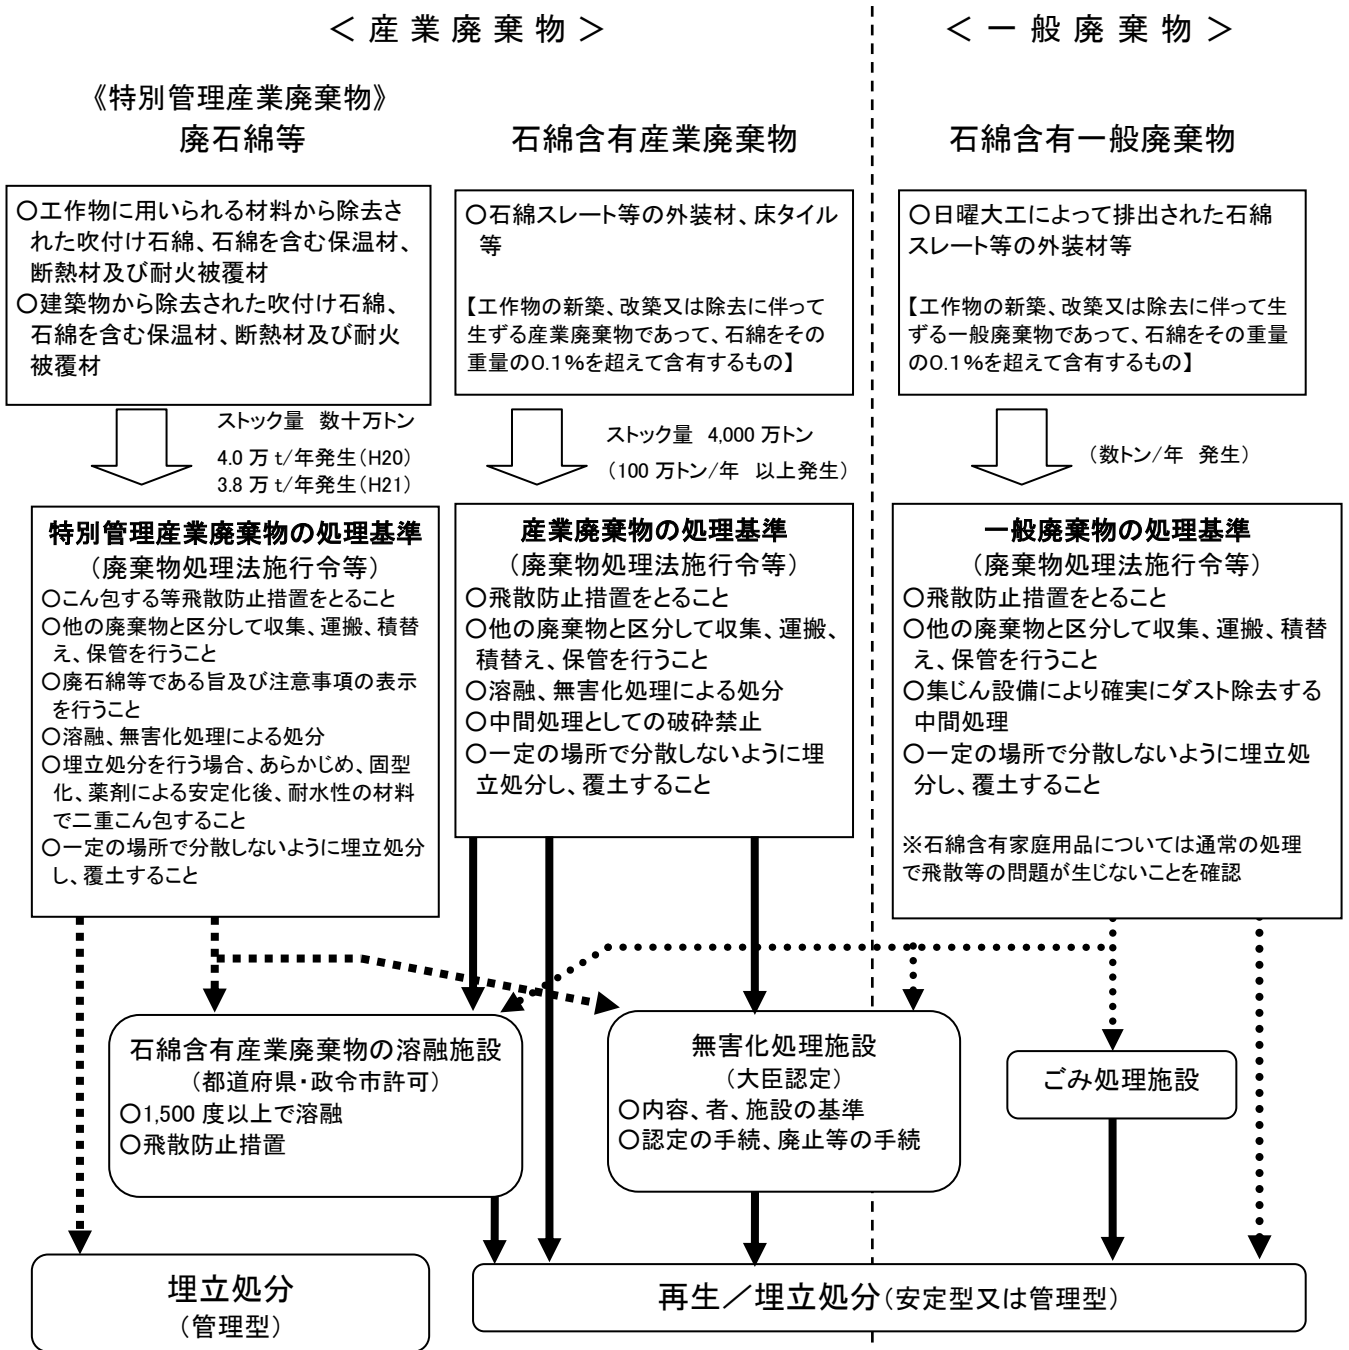 ＜産業廃棄物＞
＜一般廃棄物＞
《特別管理産業廃棄物》
廃石綿等
石綿含有産業廃棄物
石綿含有一般廃棄物
○工作物に用いられる材料から除去さ
れた吹付け石綿、石綿を含む保温材、
断熱材及び耐火被覆材
○建築物から除去された吹付け石綿、
石綿を含む保温材、断熱材及び耐火
被覆材
○石綿スレート等の外装材、床タイル
等
【工作物の新築、改築又は除去に伴って
生ずる産業廃棄物であって、石綿をその
重量の0.1％を超えて含有するもの】
○日曜大工によって排出された石綿
スレート等の外装材等
【工作物の新築、改築又は除去に伴って生
ずる一般廃棄物であって、石綿をその重量
の0.1％を超えて含有するもの】
ストック量　数十万トン
4.0 万 t/年発生（H20）
3.8 万 t/年発生（H21）
ストック量　4,000 万トン
（100 万トン/年　以上発生）
（数トン/年　発生）
特別管理産業廃棄物の処理基準
（廃棄物処理法施行令等）
○こん包する等飛散防止措置をとること
○他の廃棄物と区分して収集、運搬、積替
え、保管を行うこと
○廃石綿等である旨及び注意事項の表示
を行うこと
○溶融、無害化処理による処分
○埋立処分を行う場合、あらかじめ、固型
化、薬剤による安定化後、耐水性の材料
で二重こん包すること
○一定の場所で分散しないように埋立処分
し、覆土すること
産業廃棄物の処理基準
（廃棄物処理法施行令等）
○飛散防止措置をとること
○他の廃棄物と区分して収集、運搬、
積替え、保管を行うこと
○溶融、無害化処理による処分
○中間処理としての破砕禁止
○一定の場所で分散しないように埋
立処分し、覆土すること
一般廃棄物の処理基準
（廃棄物処理法施行令等）
○飛散防止措置をとること
○他の廃棄物と区分して収集、運搬、積替
え、保管を行うこと
○集じん設備により確実にダスト除去する
中間処理
○一定の場所で分散しないように埋立処
分し、覆土すること
※石綿含有家庭用品については通常の処理
で飛散等の問題が生じないことを確認
石綿含有産業廃棄物の溶融施設
（都道府県・政令市許可）
○1,500 度以上で溶融
○飛散防止措置
無害化処理施設
（大臣認定）
○内容、者、施設の基準
○認定の手続、廃止等の手続
ごみ処理施設
埋立処分
（管理型）
再生／埋立処分（安定型又は管理型）